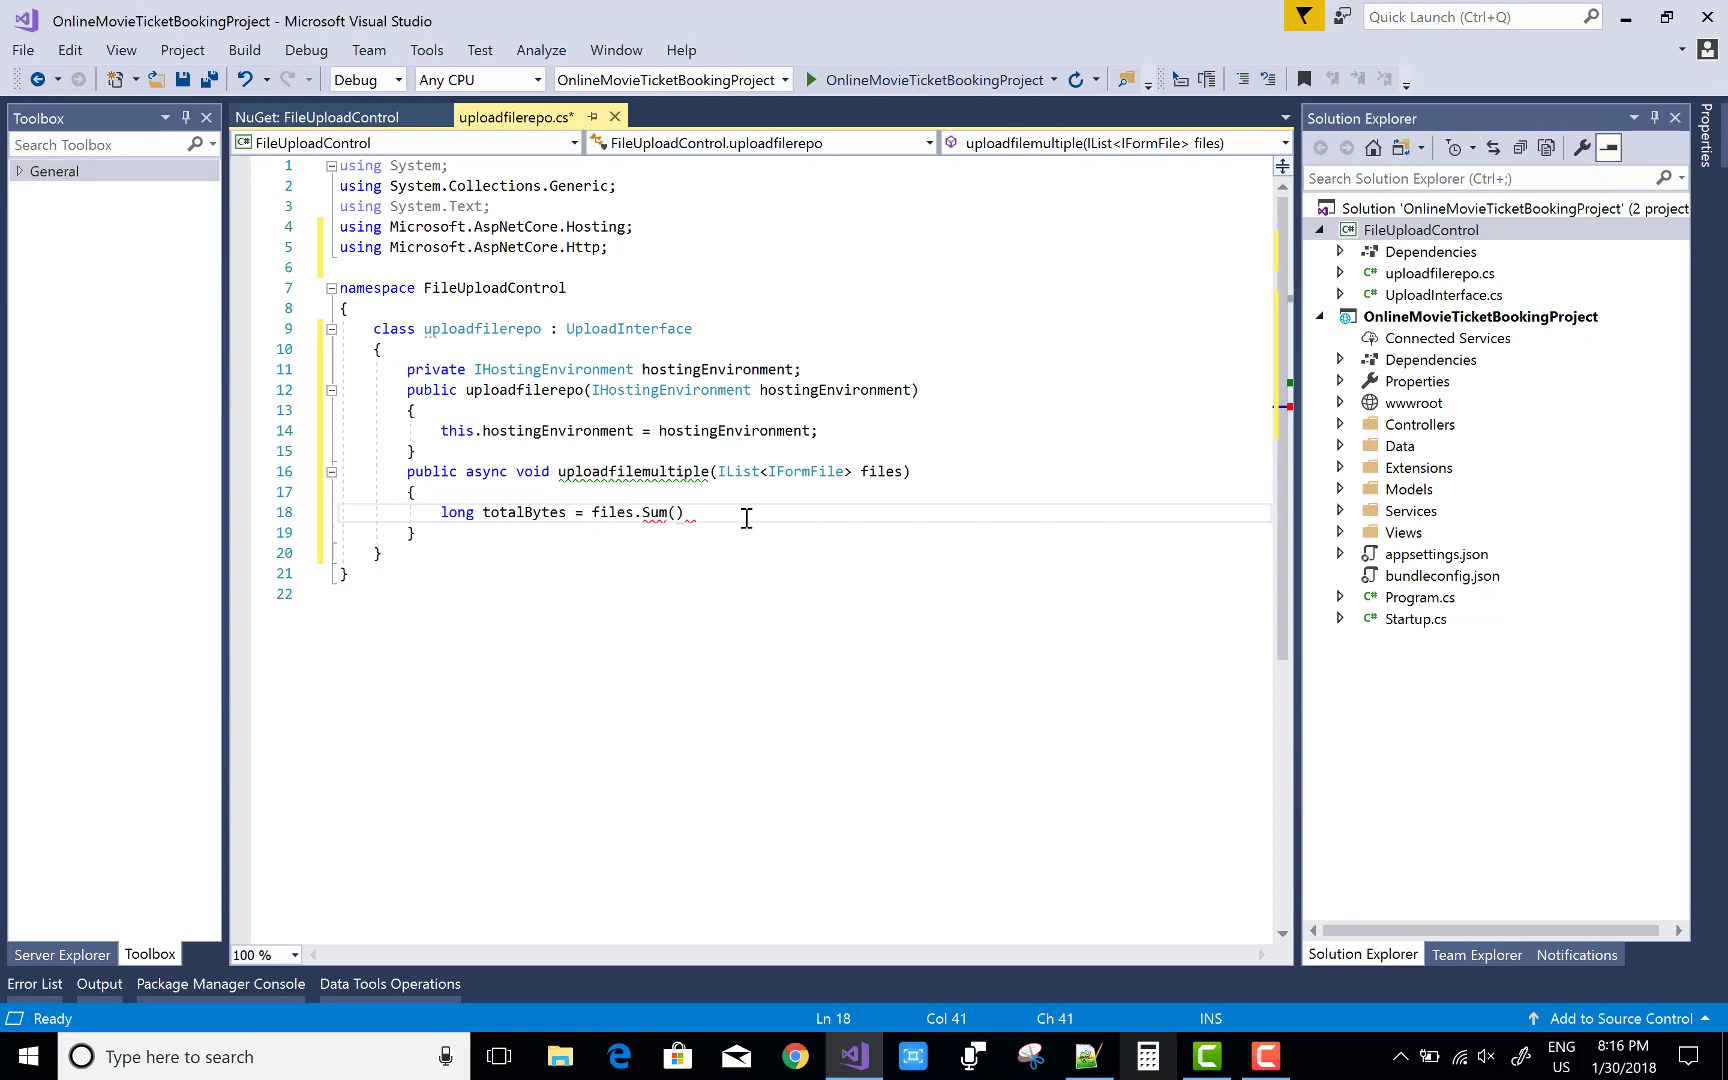 OnlineMovieTicketBookingProject - Microsoft Visual Studio
Quick Launch (Ctrl+Q)
File Edit View Project Build Debug Team Tools Test Analyze Window Help
Debug Any CPU OnlineMovieTicketBookingProject OnlineMovieTicketBookingProject
Toolbox
Search Toolbox
General
NuGet: FileUploadControl uploadfilerepo.cs*
FileUploadControl FileUploadControl.uploadfilerepo uploadfilemultiple(IList<IFormFile> files)
1 using System;
2 using System.Collections.Generic;
3 using System.Text;
4 using Microsoft.AspNetCore.Hosting;
5 using Microsoft.AspNetCore.Http;
6
7 namespace FileUploadControl
8 {
9 class uploadfilerepo : UploadInterface
10 {
11 private IHostingEnvironment hostingEnvironment;
12 public uploadfilerepo(IHostingEnvironment hostingEnvironment)
13 {
14 this.hostingEnvironment = hostingEnvironment;
15 }
16 public async void uploadfilemultiple(IList<IFormFile> files)
17 {
18 long totalBytes = files.Sum()
19 }
20 }
21 }
22
100 %
Solution Explorer
Search Solution Explorer (Ctrl+;)
Solution 'OnlineMovieTicketBookingProject' (2 project
FileUploadControl
Dependencies
C# uploadfilerepo.cs
C# UploadInterface.cs
OnlineMovieTicketBookingProject
Connected Services
Dependencies
Properties
wwwroot
Controllers
Data
Extensions
Models
Services
Views
appsettings.json
bundleconfig.json
C# Program.cs
C# Startup.cs
Properties
Server Explorer Toolbox
Solution Explorer Team Explorer Notifications
Error List Output Package Manager Console Data Tools Operations
Ready Ln 18 Col 41 Ch 41 INS Add to Source Control
Type here to search
ENG
US
8:16 PM
1/30/2018